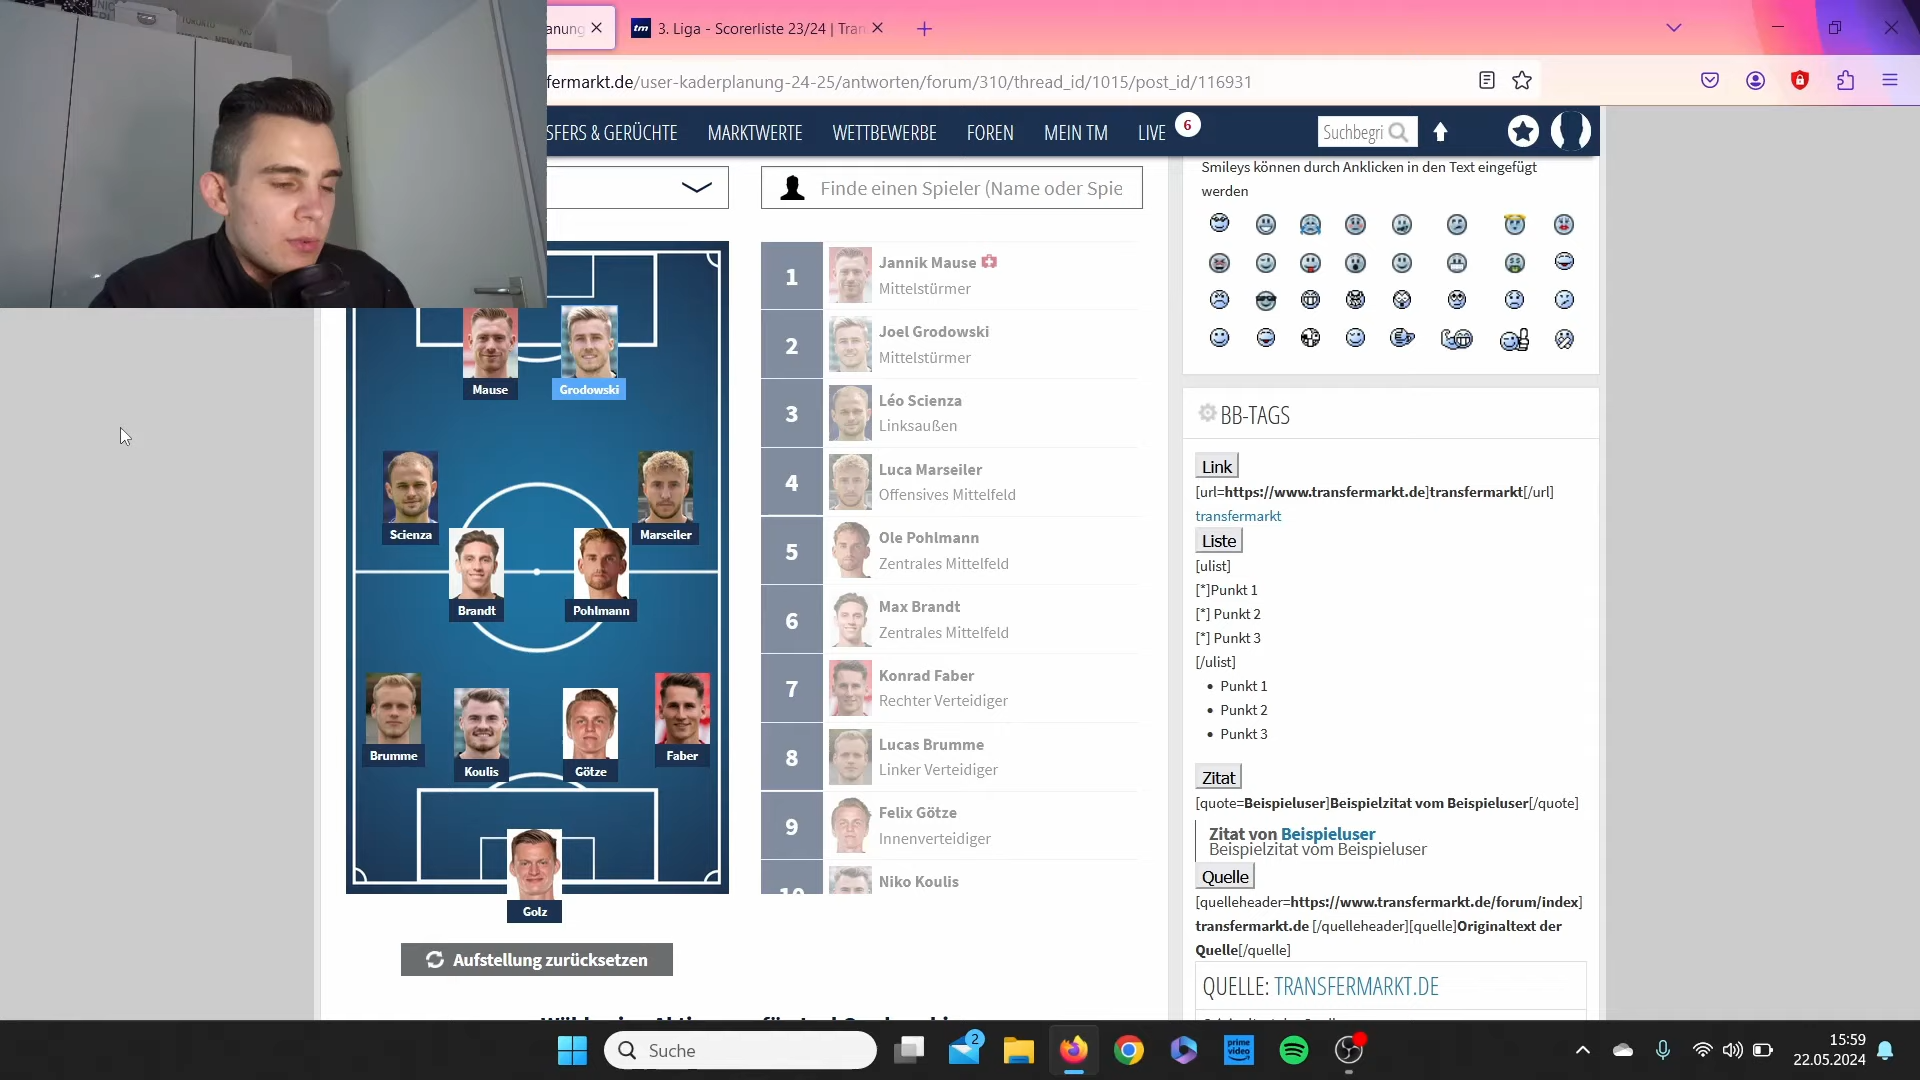 anung
3. Liga - Scorerliste 23/24 | Tran
fermarkt.de/user-kaderplanung-24-25/antworten/forum/310/thread_id/1015/post_id/116931
SFERS & GERÜCHTE
MARKTWERTE
WETTBEWERBE
FOREN
MEIN TM
LIVE
6
Suchbegri
Finde einen Spieler (Name oder Spie
Mause
Grodowski
Scienza
Marseiler
Brandt
Pohlmann
Brumme
Koulis
Götze
Faber
Golz
Aufstellung zurücksetzen
1
Jannik Mause
Mittelstürmer
2
Joel Grodowski
Mittelstürmer
3
Léo Scienza
Linksaußen
4
Luca Marseiler
Offensives Mittelfeld
5
Ole Pohlmann
Zentrales Mittelfeld
6
Max Brandt
Zentrales Mittelfeld
7
Konrad Faber
Rechter Verteidiger
8
Lucas Brumme
Linker Verteidiger
9
Felix Götze
Innenverteidiger
10
Niko Koulis
Smileys können durch Anklicken in den Text eingefügt
werden
BB-TAGS
Link
[url=https://www.transfermarkt.de]transfermarkt[/url]
transfermarkt
Liste
[ulist]
[*]Punkt 1
[*] Punkt 2
[*] Punkt 3
[/ulist]
• Punkt 1
• Punkt 2
• Punkt 3
Zitat
[quote=Beispieluser]Beispielzitat vom Beispieluser[/quote]
Zitat von Beispieluser
Beispielzitat vom Beispieluser
Quelle
[quelleheader=https://www.transfermarkt.de/forum/index]
transfermarkt.de [/quelleheader][quelle]Originaltext der
Quelle[/quelle]
QUELLE: TRANSFERMARKT.DE
Suche
2
prime video
15:59
22.05.2024